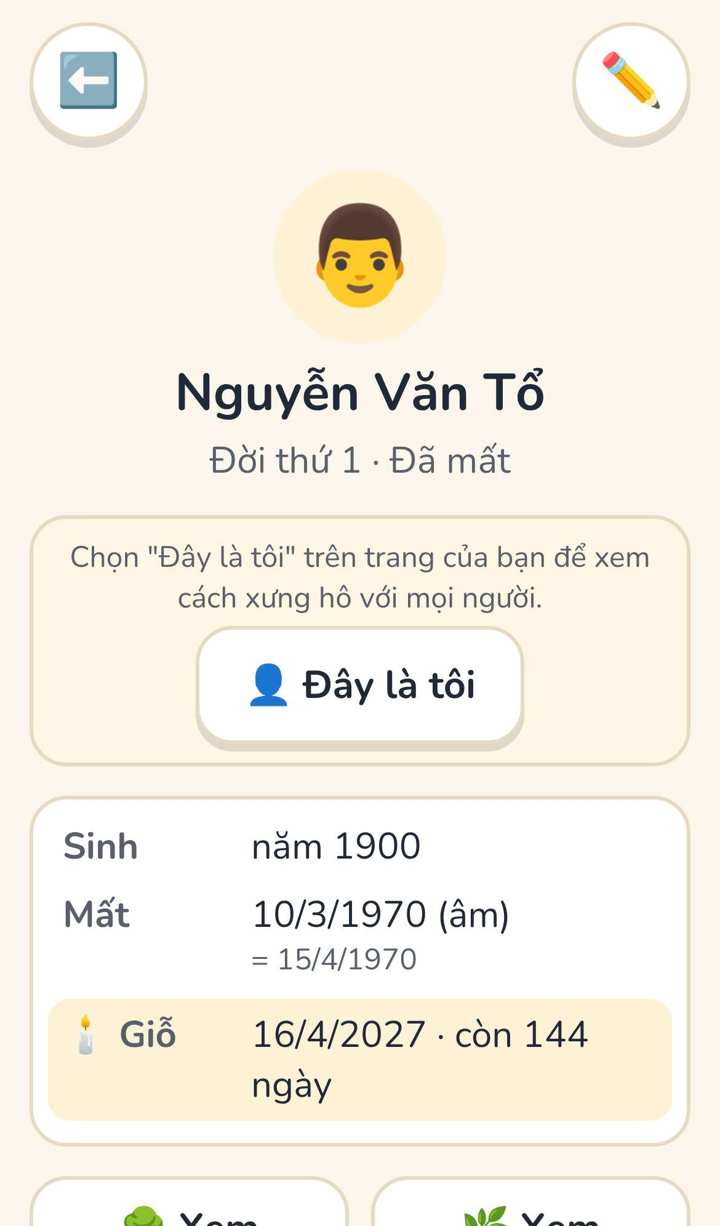 Nguyễn Văn Tổ
Đời thứ 1 · Đã mất
Chọn "Đây là tôi" trên trang của bạn để xem
cách xưng hô với mọi người.
Đây là tôi
Sinh năm 1900
Mất 10/3/1970 (âm)
= 15/4/1970
Giỗ 16/4/2027 · còn 144
ngày
Xem Xem